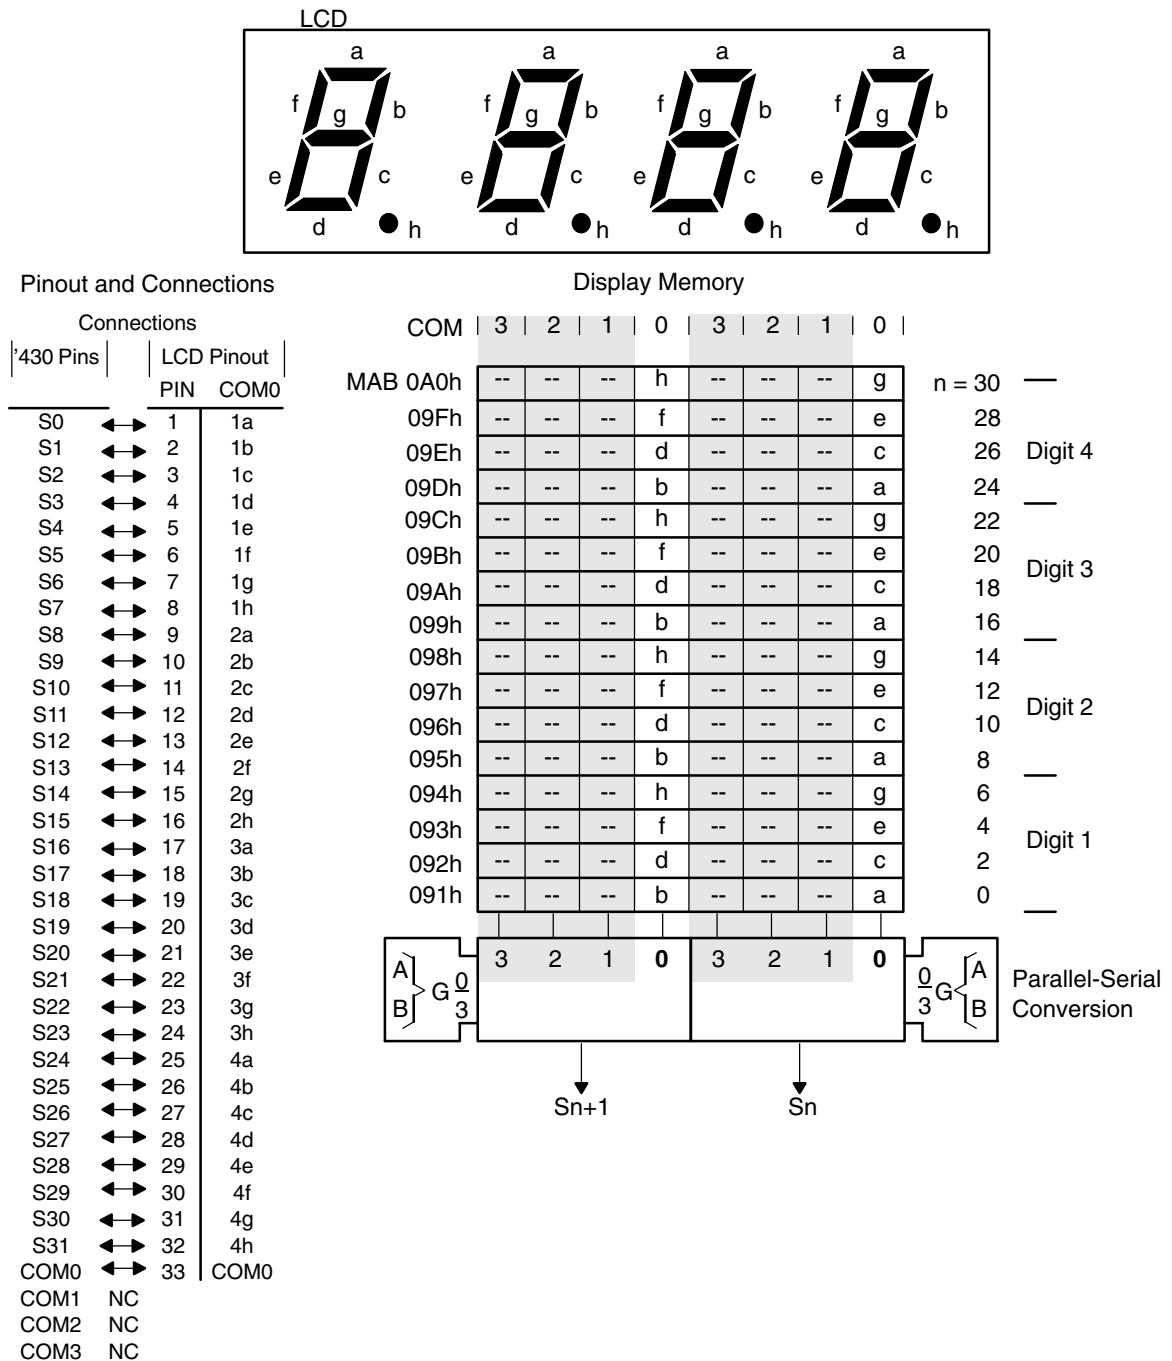 LCD
a a a a
f g b f g b f g b f g b
e c e c e c e c
d h d h d h d h
Pinout and Connections
Connections
'430 Pins LCD Pinout
PIN COM0
S0 1 1a
S1 2 1b
S2 3 1c
S3 4 1d
S4 5 1e
S5 6 1f
S6 7 1g
S7 8 1h
S8 9 2a
S9 10 2b
S10 11 2c
S11 12 2d
S12 13 2e
S13 14 2f
S14 15 2g
S15 16 2h
S16 17 3a
S17 18 3b
S18 19 3c
S19 20 3d
S20 21 3e
S21 22 3f
S22 23 3g
S23 24 3h
S24 25 4a
S25 26 4b
S26 27 4c
S27 28 4d
S28 29 4e
S29 30 4f
S30 31 4g
S31 32 4h
COM0 33 COM0
COM1 NC
COM2 NC
COM3 NC
Display Memory
COM 3 2 1 0 3 2 1 0
MAB 0A0h -- -- -- h -- -- -- g n = 30
09Fh -- -- -- f -- -- -- e 28
09Eh -- -- -- d -- -- -- c 26 Digit 4
09Dh -- -- -- b -- -- -- a 24
09Ch -- -- -- h -- -- -- g 22
09Bh -- -- -- f -- -- -- e 20
Digit 3
09Ah -- -- -- d -- -- -- c 18
099h -- -- -- b -- -- -- a 16
098h -- -- -- h -- -- -- g 14
097h -- -- -- f -- -- -- e 12
Digit 2
096h -- -- -- d -- -- -- c 10
095h -- -- -- b -- -- -- a 8
094h -- -- -- h -- -- -- g 6
093h -- -- -- f -- -- -- e 4
Digit 1
092h -- -- -- d -- -- -- c 2
091h -- -- -- b -- -- -- a 0
3 2 1 0 3 2 1 0
A 0 0 A
G G
B 3 3 B
Parallel-Serial
Conversion
Sn+1 Sn